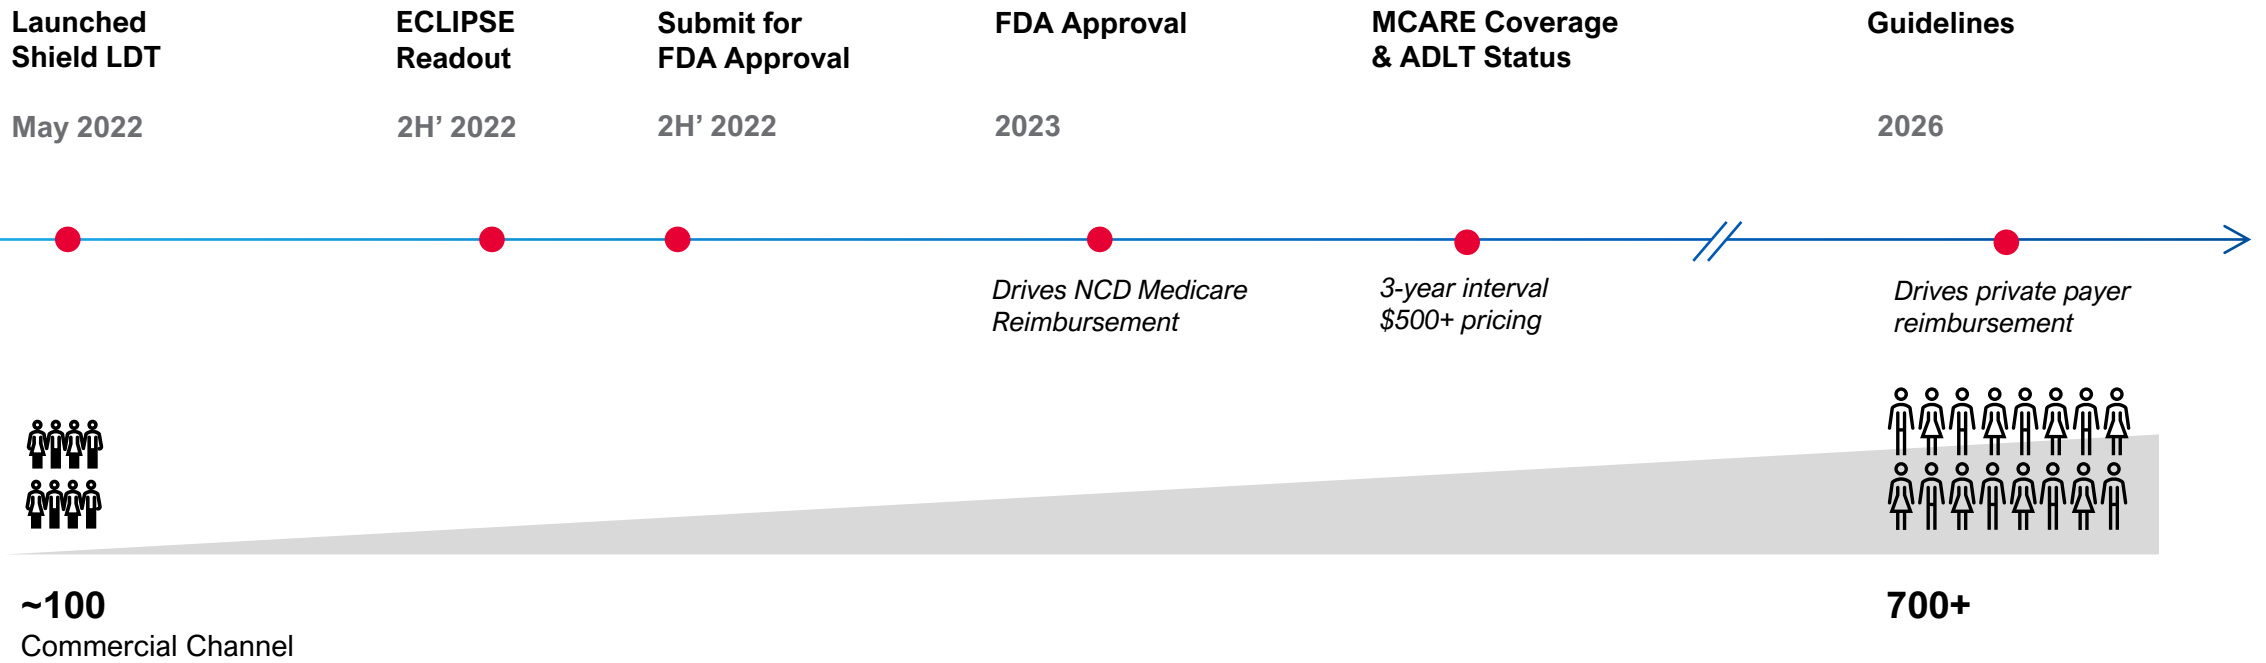 Launched
Shield LDT
May 2022
ECLIPSE
Readout
2H’ 2022
Submit for
FDA Approval
2H’ 2022
FDA Approval
2023
MCARE Coverage
& ADLT Status
Guidelines
2026
Drives NCD Medicare
Reimbursement
3-year interval
$500+ pricing
Drives private payer
reimbursement
~100
Commercial Channel
700+